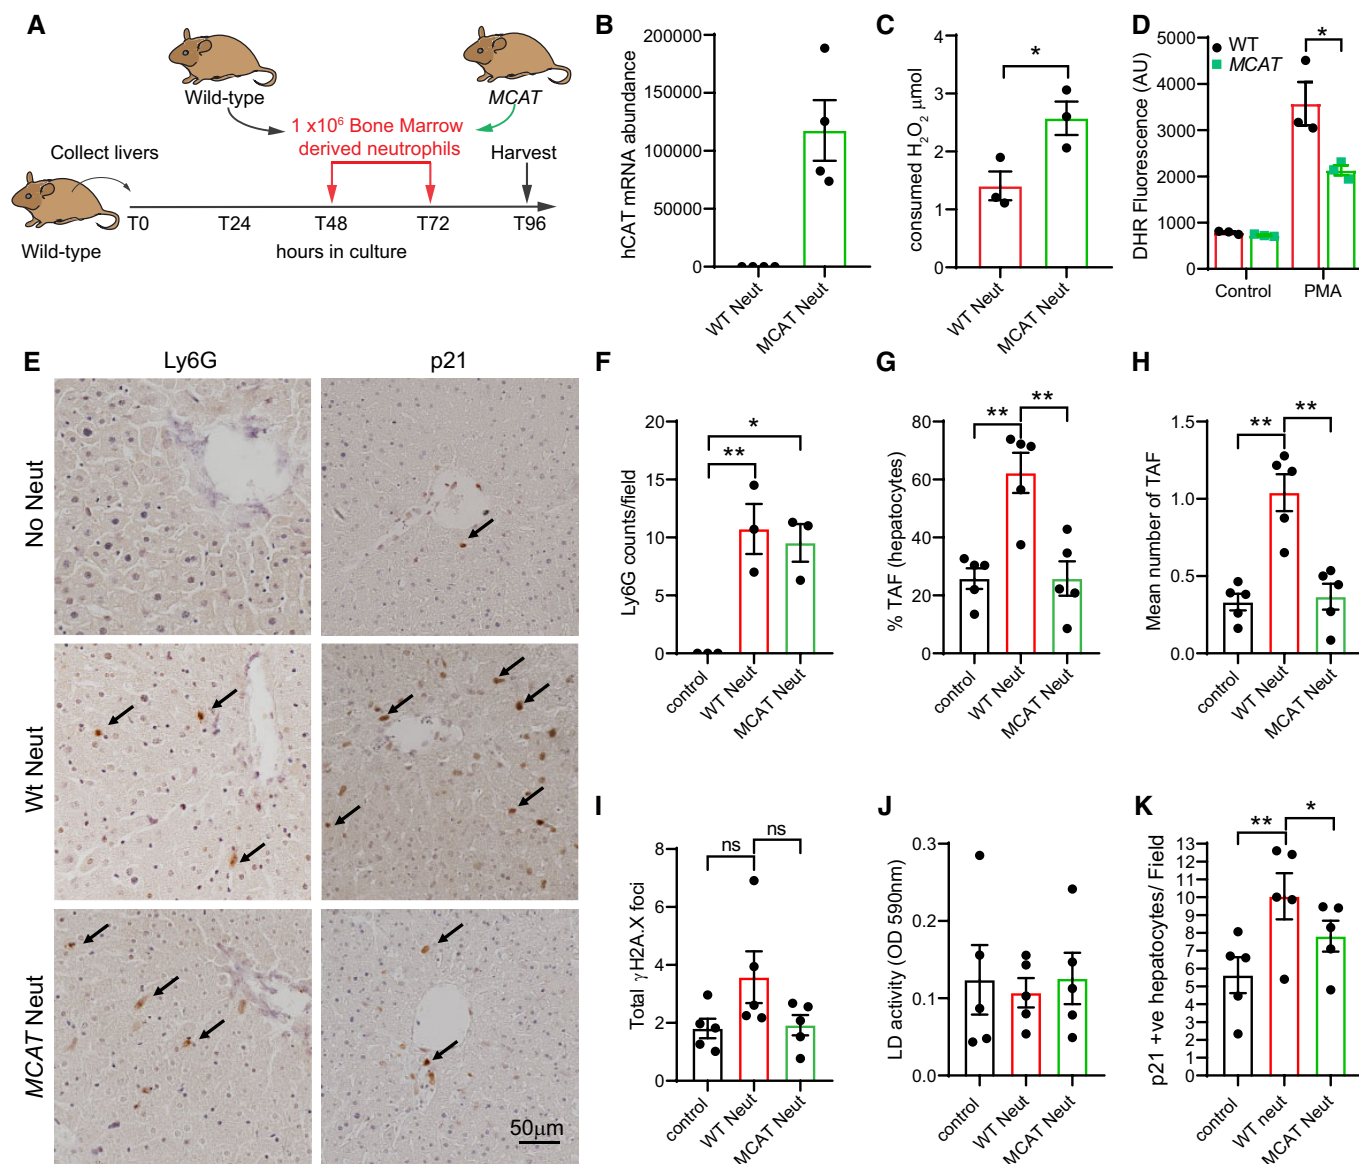 A
Wild-type
MCAT
1 x10⁶ Bone Marrow
derived neutrophils
Collect livers
Harvest
T0
T24
T48
T72
T96
Wild-type
hours in culture
B
hCAT mRNA abundance
200000
150000
100000
50000
0
WT Neut
MCAT Neut
C
consumed H₂O₂ μmol
4
3
2
1
0
*
WT Neut
MCAT Neut
D
DHR Fluorescence (AU)
5000
4000
3000
2000
1000
0
WT
MCAT
*
Control
PMA
E
Ly6G
p21
No Neut
Wt Neut
MCAT Neut
50μm
F
Ly6G counts/field
20
15
10
5
0
*
**
control
WT Neut
MCAT Neut
G
% TAF (hepatocytes)
80
60
40
20
0
**
**
control
WT Neut
MCAT Neut
H
Mean number of TAF
1.5
1.0
0.5
0.0
**
**
control
WT Neut
MCAT Neut
I
Total γH2A.X foci
8
6
4
2
0
ns
ns
control
WT Neut
MCAT Neut
J
LD activity (OD 590nm)
0.3
0.2
0.1
0.0
control
WT Neut
MCAT Neut
K
p21 +ve hepatocytes/ Field
13
12
11
10
9
8
7
6
5
4
3
2
1
0
**
*
control
WT neut
MCAT Neut